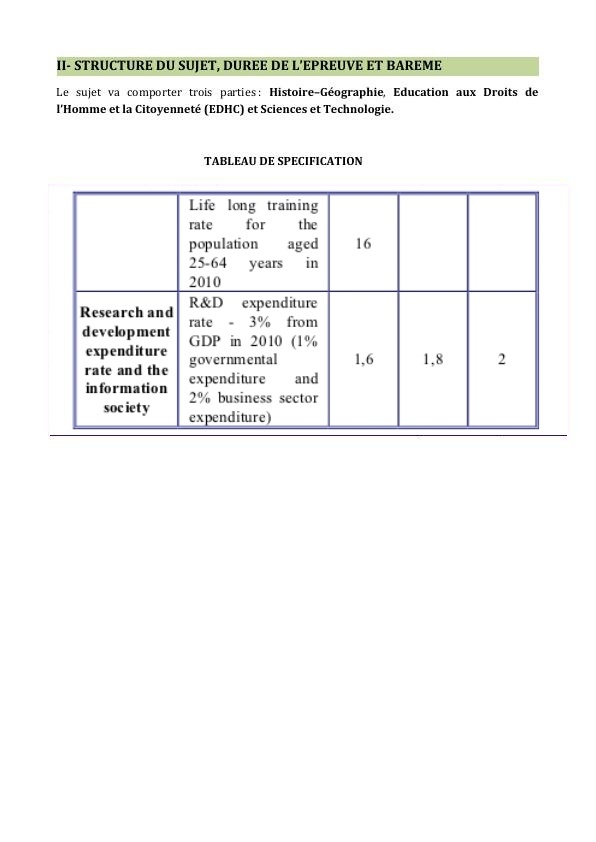 II- STRUCTURE DU SUJET, DUREE DE L'EPREUVE ET BAREME
Le sujet va comporter trois parties : Histoire–Géographie, Education aux Droits de
l'Homme et la Citoyenneté (EDHC) et Sciences et Technologie.
TABLEAU DE SPECIFICATION
Life long training
rate for the
population aged
25-64 years in
2010
16
Research and
development
expenditure
rate and the
information
society
R&D expenditure
rate - 3% from
GDP in 2010 (1%
governmental
expenditure and
2% business sector
expenditure)
1,6
1,8
2